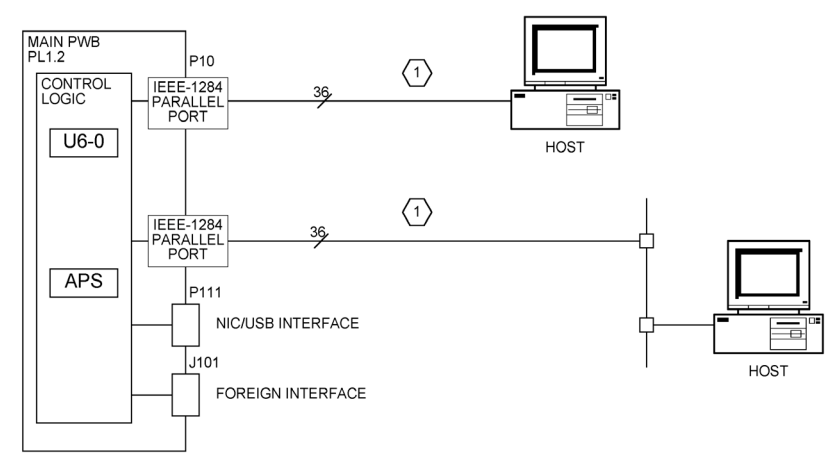 MAIN PWB
PL1.2
P10
CONTROL
LOGIC
IEEE-1284
PARALLEL
PORT
36
1
U6-0
HOST
IEEE-1284
PARALLEL
PORT
36
1
APS
P111
NIC/USB INTERFACE
J101
FOREIGN INTERFACE
HOST